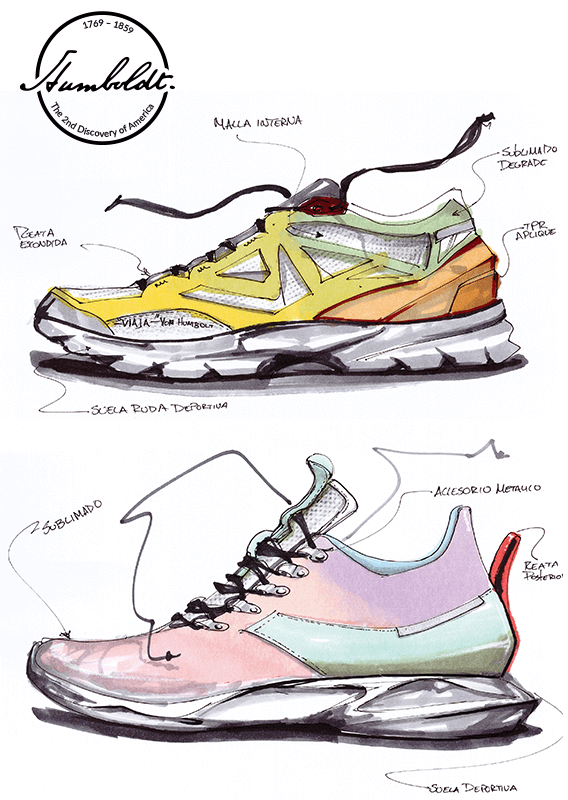 1769 - 1859
Humboldt.
The 2nd Discovery of America
MALLA INTERNA
SUBLIMADO
DEGRADE
REATA
ESCONDIDA
TPR
APLIQUE
VIAJA
VON HUMBOLT
SUELA RUDA DEPORTIVA
ACCESORIO METALICO
SUBLIMADO
REATA
POSTERIOR
SUELA DEPORTIVA